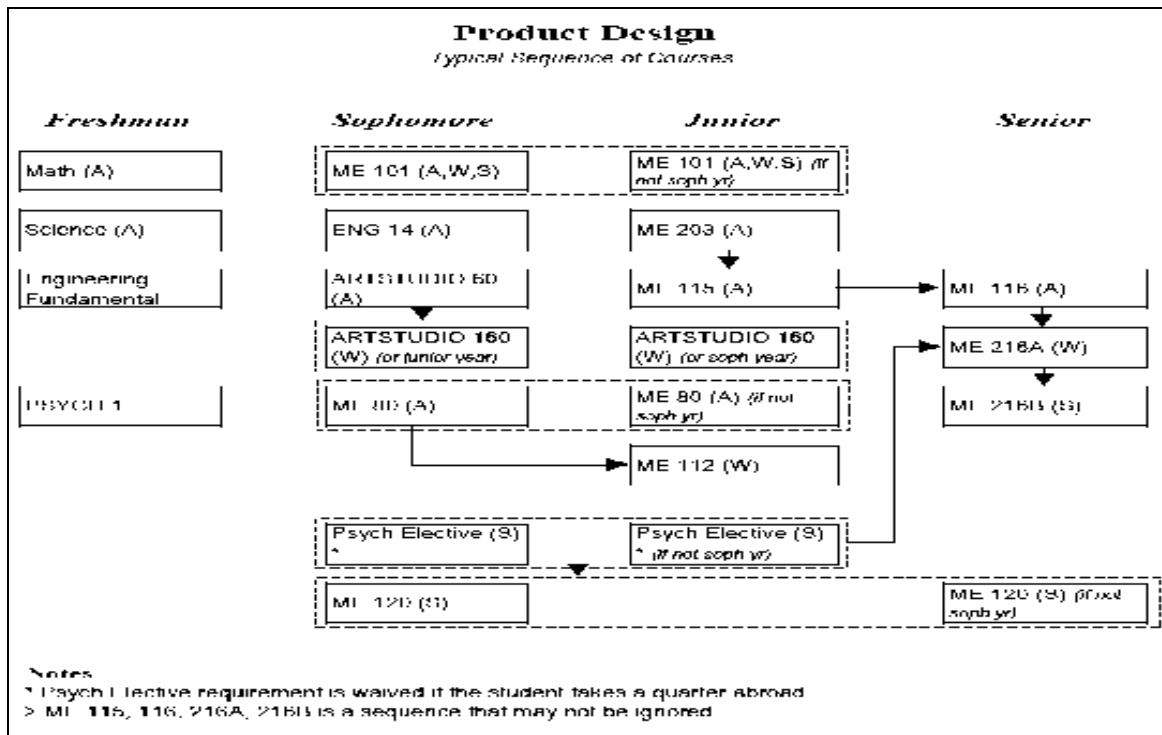 Product Design
Typical Sequence of Courses
Freshman
Sophomore
Junior
Senior
Math (A)
ME 101 (A,W,S)
ME 101 (A,W,S) (if
not soph yr)
Science (A)
ENG 14 (A)
ME 203 (A)
Engineering
Fundamental
ARTSTUDIO 60
(A)
ME 115 (A)
ME 116 (A)
ARTSTUDIO 160
(W) (or junior year)
ARTSTUDIO 160
(W) (or soph year)
ME 216A (W)
PSYCH 1
ME 80 (A)
ME 80 (A) (if not
soph yr)
ME 216B (S)
ME 112 (W)
Psych Elective (S)
*
Psych Elective (S)
* (if not soph yr)
ME 120 (S)
ME 120 (S) (if not
soph yr)
Notes
* Psych Elective requirement is waived if the student takes a quarter abroad
> ME 115, 116, 216A, 216B is a sequence that may not be ignored